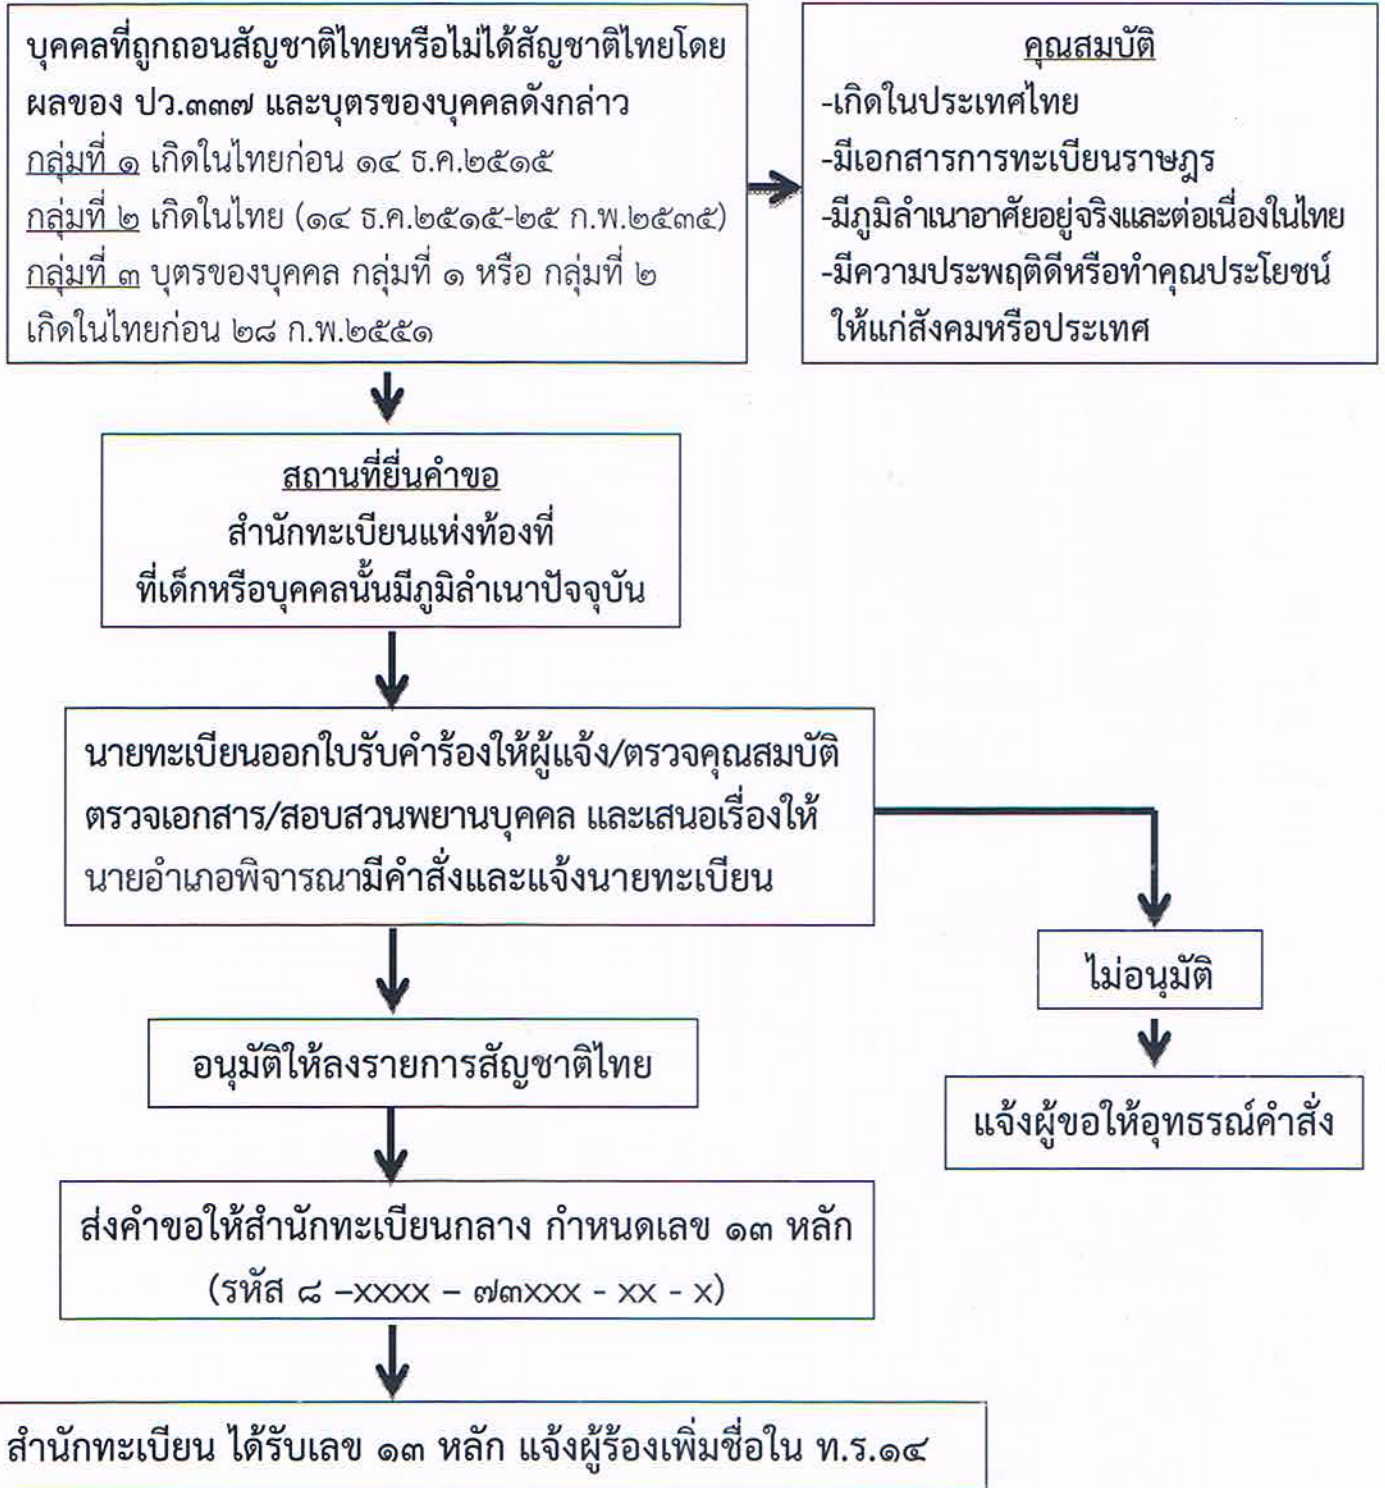 บุคคลที่ถูกถอนสัญชาติไทยหรือไม่ได้สัญชาติไทยโดย
ผลของ ปว.๓๓๗ และบุตรของบุคคลดังกล่าว
กลุ่มที่ ๑ เกิดในไทยก่อน ๑๔ ธ.ค.๒๕๑๕
กลุ่มที่ ๒ เกิดในไทย (๑๔ ธ.ค.๒๕๑๕-๒๕ ก.พ.๒๕๓๕)
กลุ่มที่ ๓ บุตรของบุคคล กลุ่มที่ ๑ หรือ กลุ่มที่ ๒
เกิดในไทยก่อน ๒๘ ก.พ.๒๕๕๑
คุณสมบัติ
-เกิดในประเทศไทย
-มีเอกสารการทะเบียนราษฎร
-มีภูมิลำเนาอาศัยอยู่จริงและต่อเนื่องในไทย
-มีความประพฤติดีหรือทำคุณประโยชน์
ให้แก่สังคมหรือประเทศ
สถานที่ยื่นคำขอ
สำนักทะเบียนแห่งท้องที่
ที่เด็กหรือบุคคลนั้นมีภูมิลำเนาปัจจุบัน
นายทะเบียนออกใบรับคำร้องให้ผู้แจ้ง/ตรวจคุณสมบัติ
ตรวจเอกสาร/สอบสวนพยานบุคคล และเสนอเรื่องให้
นายอำเภอพิจารณามีคำสั่งและแจ้งนายทะเบียน
ไม่อนุมัติ
อนุมัติให้ลงรายการสัญชาติไทย
แจ้งผู้ขอให้อุทธรณ์คำสั่ง
ส่งคำขอให้สำนักทะเบียนกลาง กำหนดเลข ๑๓ หลัก
(รหัส ๘ –xxxx – ๗๓xxx - xx - x)
สำนักทะเบียน ได้รับเลข ๑๓ หลัก แจ้งผู้ร้องเพิ่มชื่อใน ท.ร.๑๔